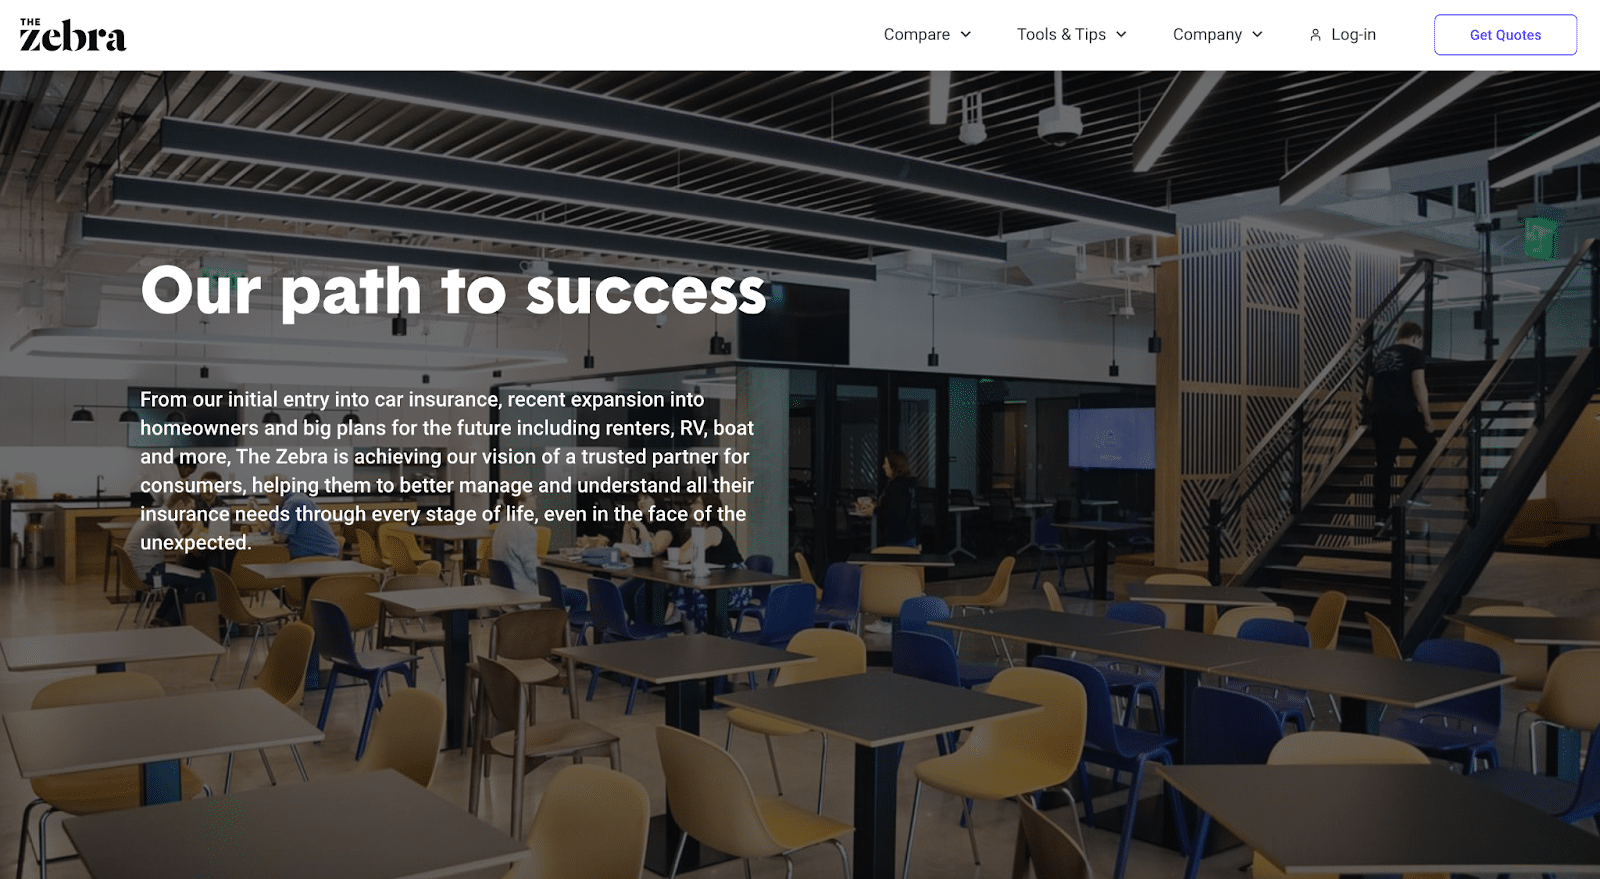 THE
zebra
Compare
Tools & Tips
Company
Log-in
Get Quotes
Our path to success
From our initial entry into car insurance, recent expansion into
homeowners and big plans for the future including renters, RV, boat
and more, The Zebra is achieving our vision of a trusted partner for
consumers, helping them to better manage and understand all their
insurance needs through every stage of life, even in the face of the
unexpected.